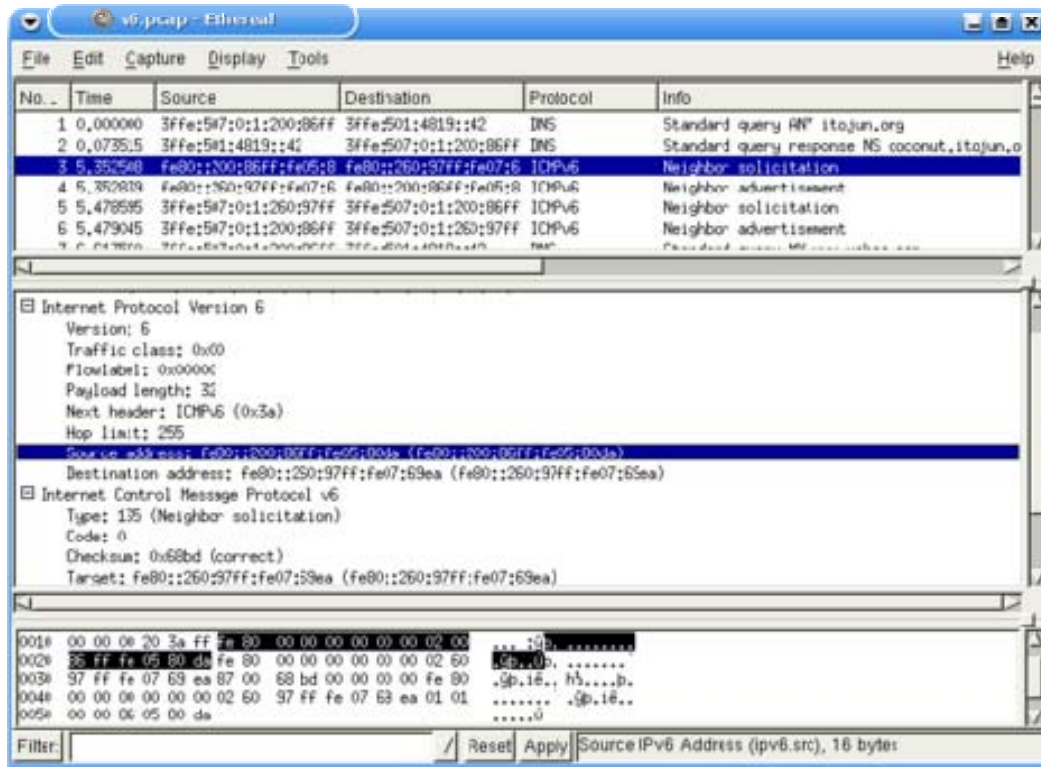 v6.pcap - Ethereal
File Edit Capture Display Tools Help
No. . Time Source Destination Protocol Info
1 0.000000 3ffe:507:0:1:200:86ff 3ffe:501:4819::42 DNS Standard query ANY itojun.org
2 0.073515 3ffe:501:4819::42 3ffe:507:0:1:200:86ff DNS Standard query response NS coconut.itojun.o
3 5.352508 fe80::200:86ff:fe05:8 fe80::260:97ff:fe07:6 ICMPv6 Neighbor solicitation
4 5.352839 fe80::260:97ff:fe07:6 fe80::200:86ff:fe05:8 ICMPv6 Neighbor advertisement
5 5.478595 3ffe:507:0:1:260:97ff 3ffe:507:0:1:200:86ff ICMPv6 Neighbor solicitation
6 5.479045 3ffe:507:0:1:200:86ff 3ffe:507:0:1:260:97ff ICMPv6 Neighbor advertisement
Internet Protocol Version 6
Version: 6
Traffic class: 0x00
Flowlabel: 0x00000
Payload length: 32
Next header: ICMPv6 (0x3a)
Hop limit: 255
Source address: fe80::200:86ff:fe05:80da (fe80::200:86ff:fe05:80da)
Destination address: fe80::260:97ff:fe07:69ea (fe80::260:97ff:fe07:69ea)
Internet Control Message Protocol v6
Type: 135 (Neighbor solicitation)
Code: 0
Checksum: 0x68bd (correct)
Target: fe80::260:97ff:fe07:69ea (fe80::260:97ff:fe07:69ea)
0010 00 00 00 20 3a ff fe 80 00 00 00 00 00 00 02 00
0020 86 ff fe 05 80 da fe 80 00 00 00 00 00 00 02 60
0030 97 ff fe 07 69 ea 87 00 68 bd 00 00 00 00 fe 80
0040 00 00 00 00 00 00 02 60 97 ff fe 07 69 ea 01 01
0050 00 00 06 05 00 da
Filter: / Reset Apply Source IPv6 Address (ipv6.src), 16 bytes